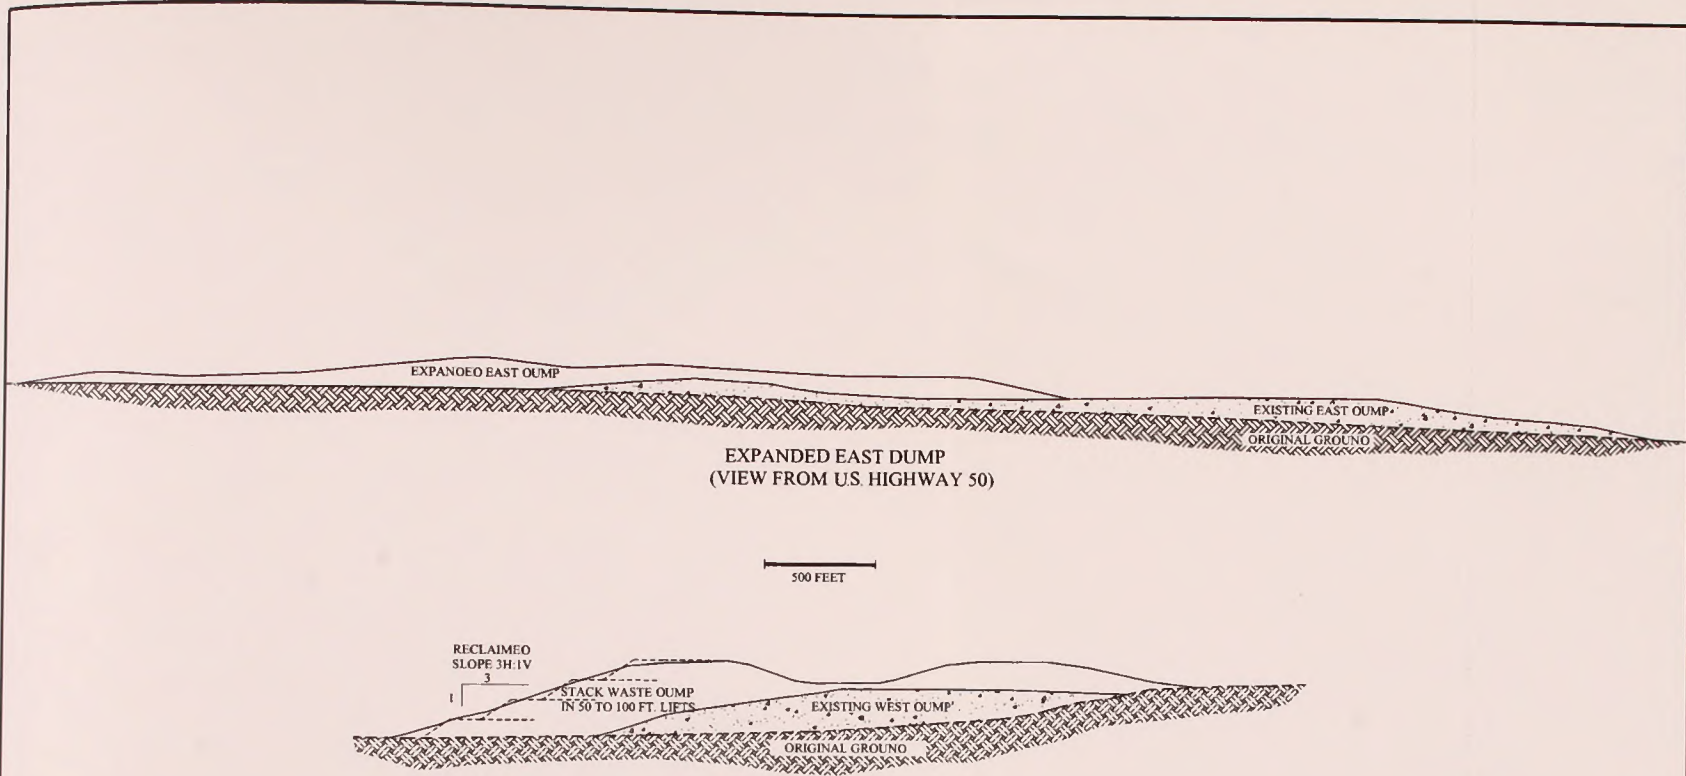 EXPANOEO EAST OUMP
EXISTING EAST OUMP
ORIGINAL GROUNO
EXPANDED EAST DUMP
(VIEW FROM U.S. HIGHWAY 50)
500 FEET
RECLAIMEO
SLOPE 3H:1V
3
1
STACK WASTE OUMP
IN 50 TO 100 FT. LIFTS
EXISTING WEST OUMP
ORIGINAL GROUNO